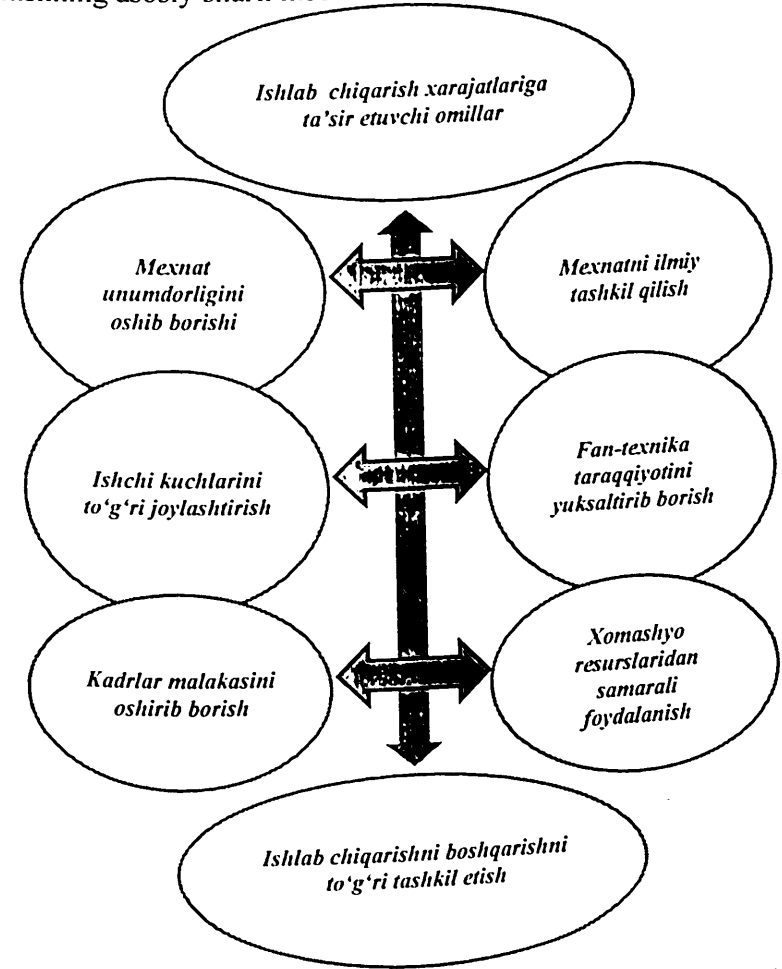 Ishlab chiqarish xarajatlariga
ta’sir etuvchi omillar
Mexnat
unumdorligini
oshib borishi
Mexnatni ilmiy
tashkil qilish
Ishchi kuchlarini
to‘g‘ri joylashtirish
Fan-texnika
taraqqiyotini
yuksaltirib borish
Kadrlar malakasini
oshirib borish
Xomashyo
resurslaridan
samarali
foydalanish
Ishlab chiqarishni boshqarishni
to‘g‘ri tashkil etish